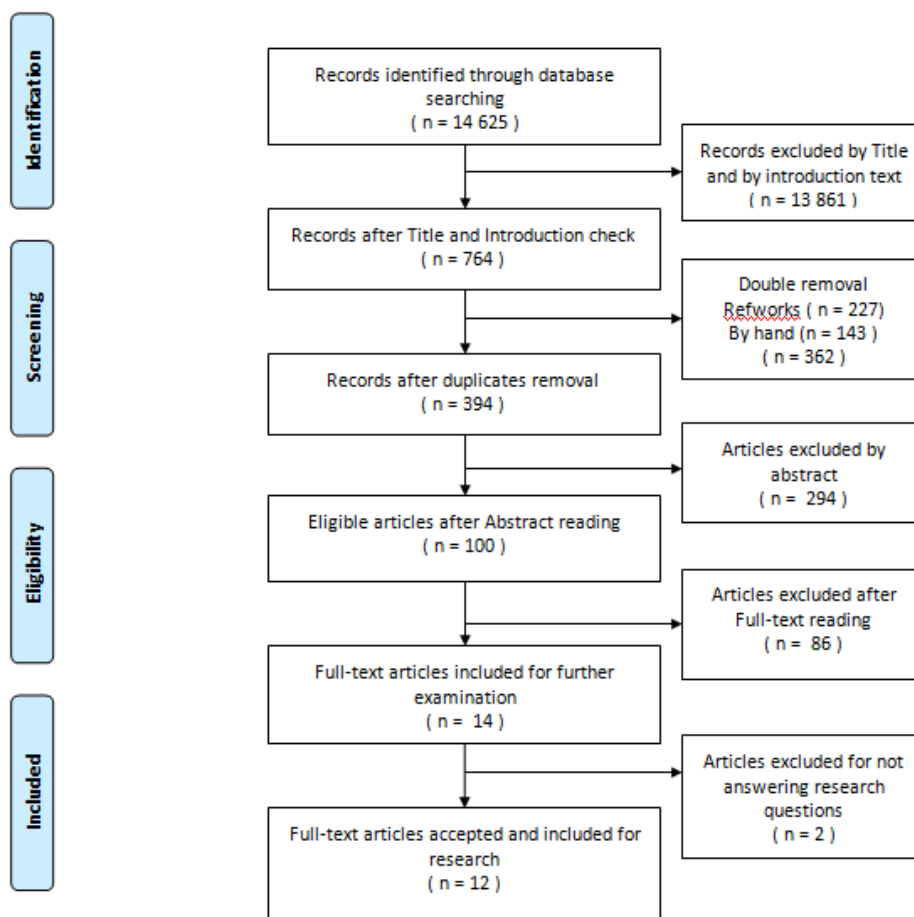 Identification
Records identified through database
searching
( n = 14 625 )
Records excluded by Title
and by introduction text
( n = 13 861 )
Records after Title and Introduction check
( n = 764 )
Screening
Double removal
Refworks ( n = 227)
By hand (n = 143 )
( n = 362 )
Records after duplicates removal
( n = 394 )
Articles excluded by
abstract
( n = 294 )
Eligibility
Eligible articles after Abstract reading
( n = 100 )
Articles excluded after
Full-text reading
( n = 86 )
Full-text articles included for further
examination
( n = 14 )
Included
Articles excluded for not
answering research
questions
( n = 2 )
Full-text articles accepted and included for
research
( n = 12 )